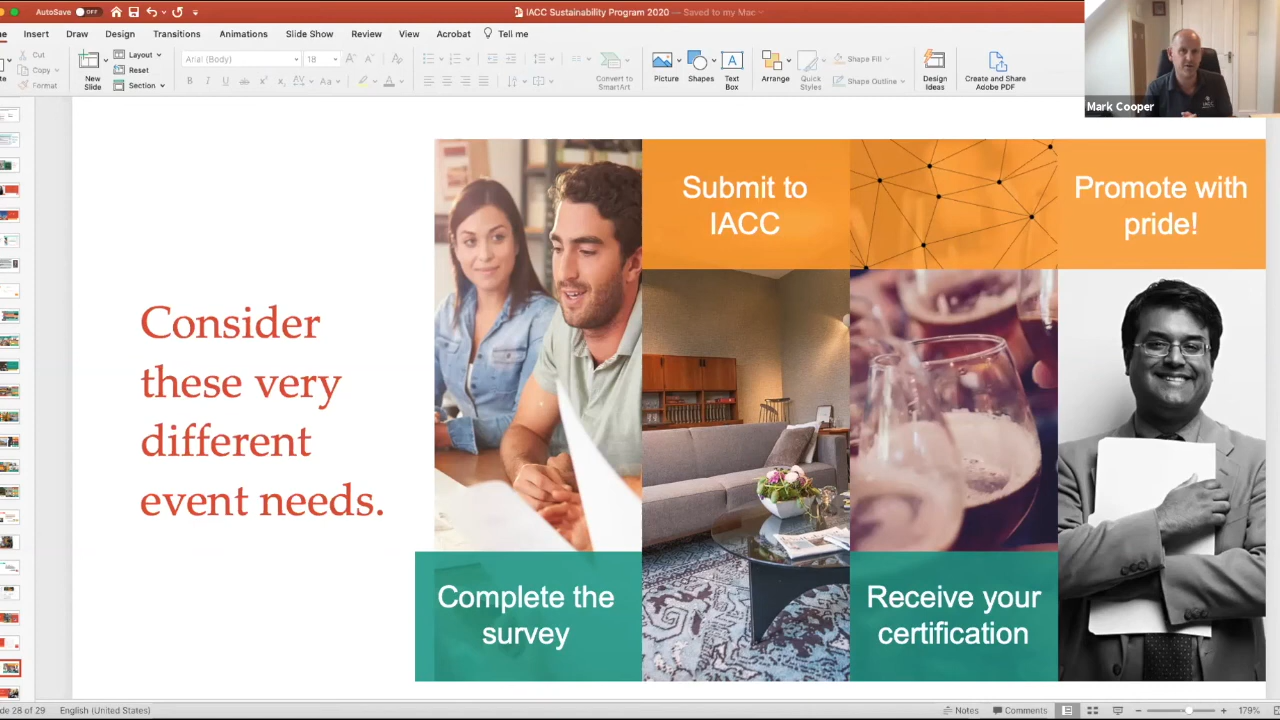 AutoSave OFF
IACC Sustainability Program 2020 — Saved to my Mac
Insert Draw Design Transitions Animations Slide Show Review View Acrobat Tell me
Cut
Copy
Format
New
Slide
Layout
Reset
Section
Arial (Body)
18
Convert to
SmartArt
Picture
Shapes
Text
Box
Arrange
Quick
Styles
Shape Fill
Shape Outline
Design
Ideas
Create and Share
Adobe PDF
Mark Cooper
Consider
these very
different
event needs.
Submit to
IACC
Promote with
pride!
Complete the
survey
Receive your
certification
de 28 of 29
English (United States)
Notes
Comments
179%